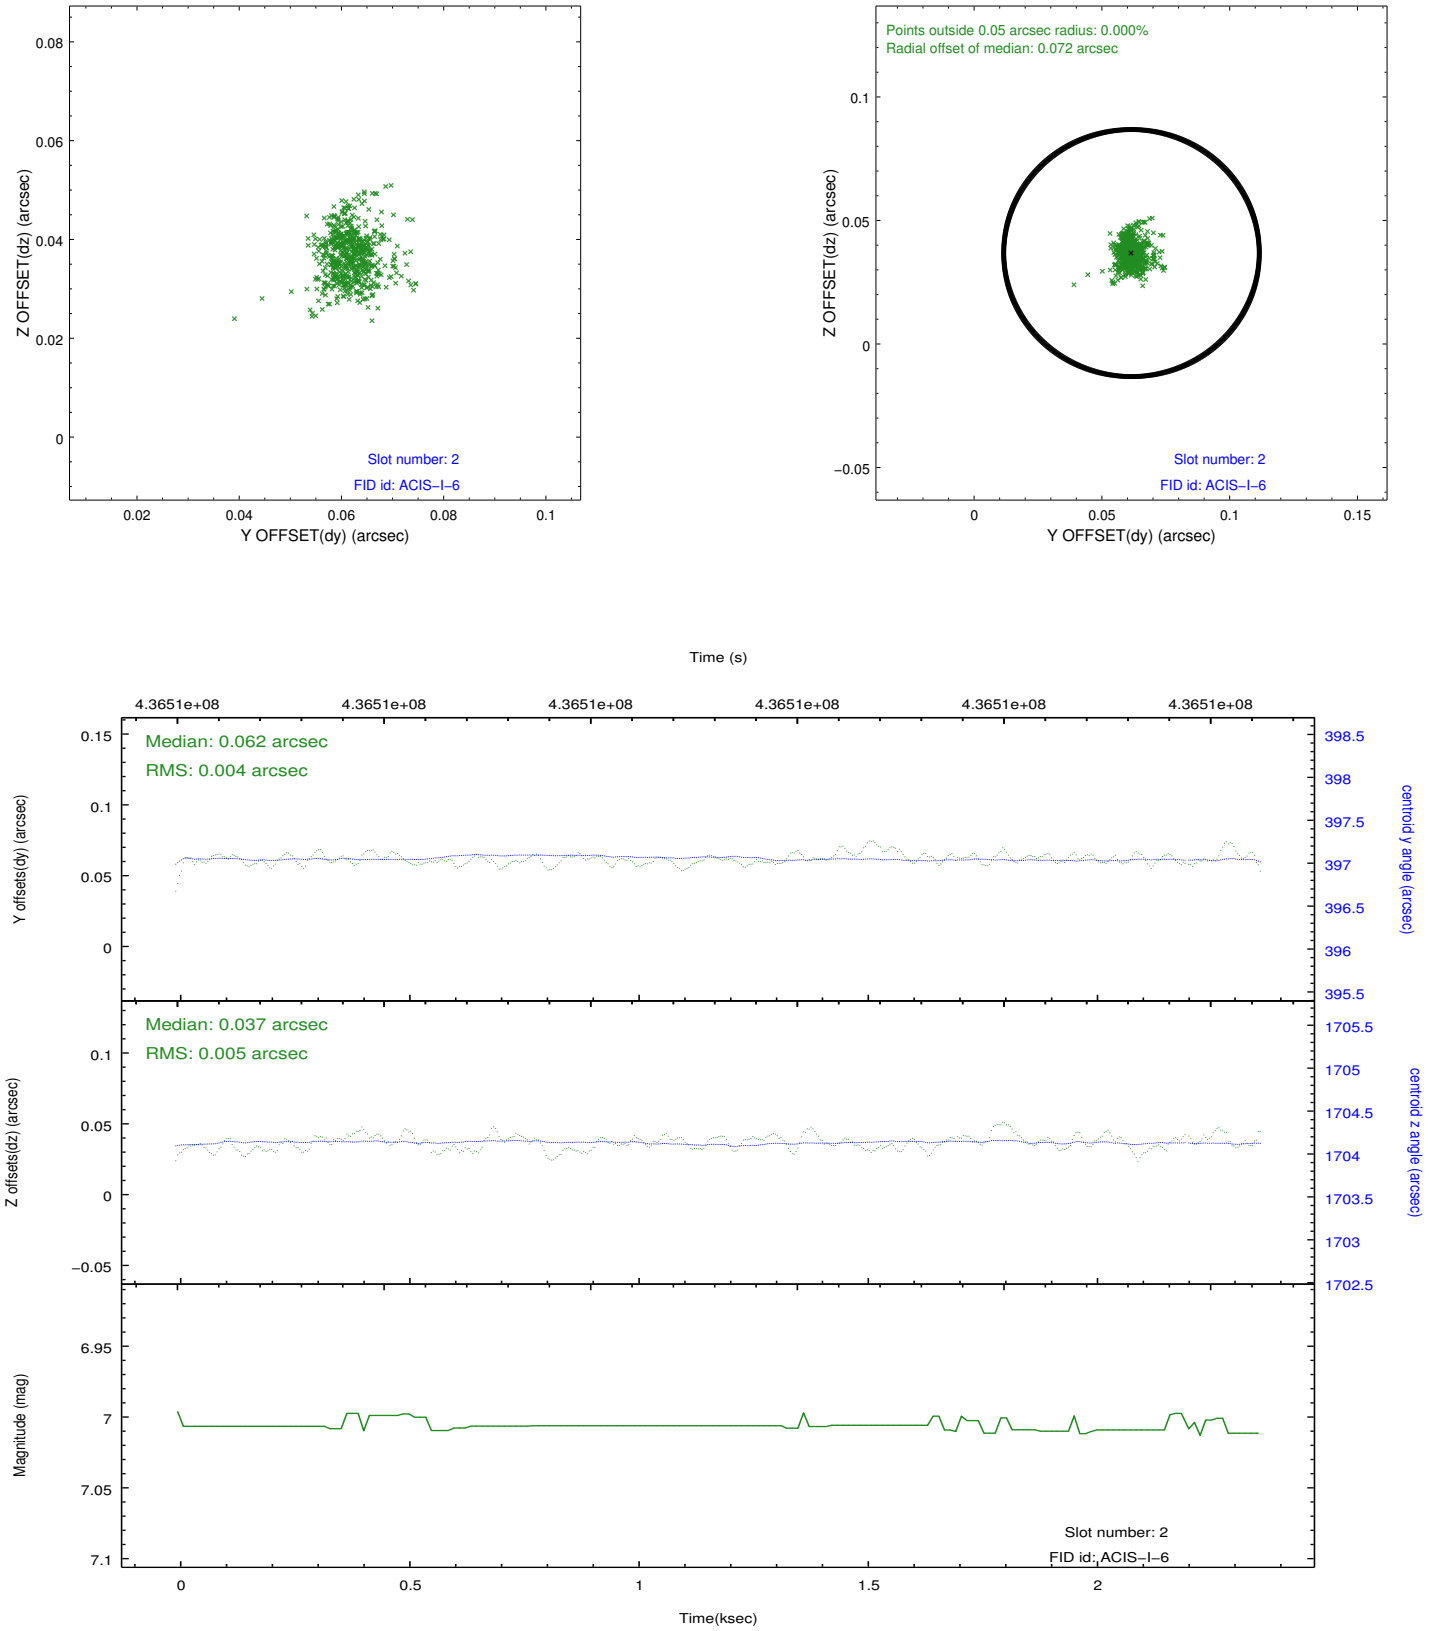 0.08
0.06
0.04
0.02
0
Z OFFSET(dz) (arcsec)
Slot number: 2
FID id: ACIS−I−6
0.02 0.04 0.06 0.08 0.1
Y OFFSET(dy) (arcsec)
Points outside 0.05 arcsec radius: 0.000%
Radial offset of median: 0.072 arcsec
0.1
0.05
0
−0.05
Z OFFSET(dz) (arcsec)
Slot number: 2
FID id: ACIS−I−6
0 0.05 0.1 0.15
Y OFFSET(dy) (arcsec)
Time (s)
4.3651e+08 4.3651e+08 4.3651e+08 4.3651e+08 4.3651e+08 4.3651e+08
Median: 0.062 arcsec
RMS: 0.004 arcsec
0.15
0.1
0.05
0
Y offsets(dy) (arcsec)
398.5
398
397.5
397
396.5
396
395.5
centroid y angle (arcsec)
Median: 0.037 arcsec
RMS: 0.005 arcsec
0.1
0.05
0
−0.05
Z offsets(dz) (arcsec)
1705.5
1705
1704.5
1704
1703.5
1703
1702.5
centroid z angle (arcsec)
6.95
7
7.05
7.1
Magnitude (mag)
Slot number: 2
FID id: ACIS−I−6
0 0.5 1 1.5 2
Time(ksec)